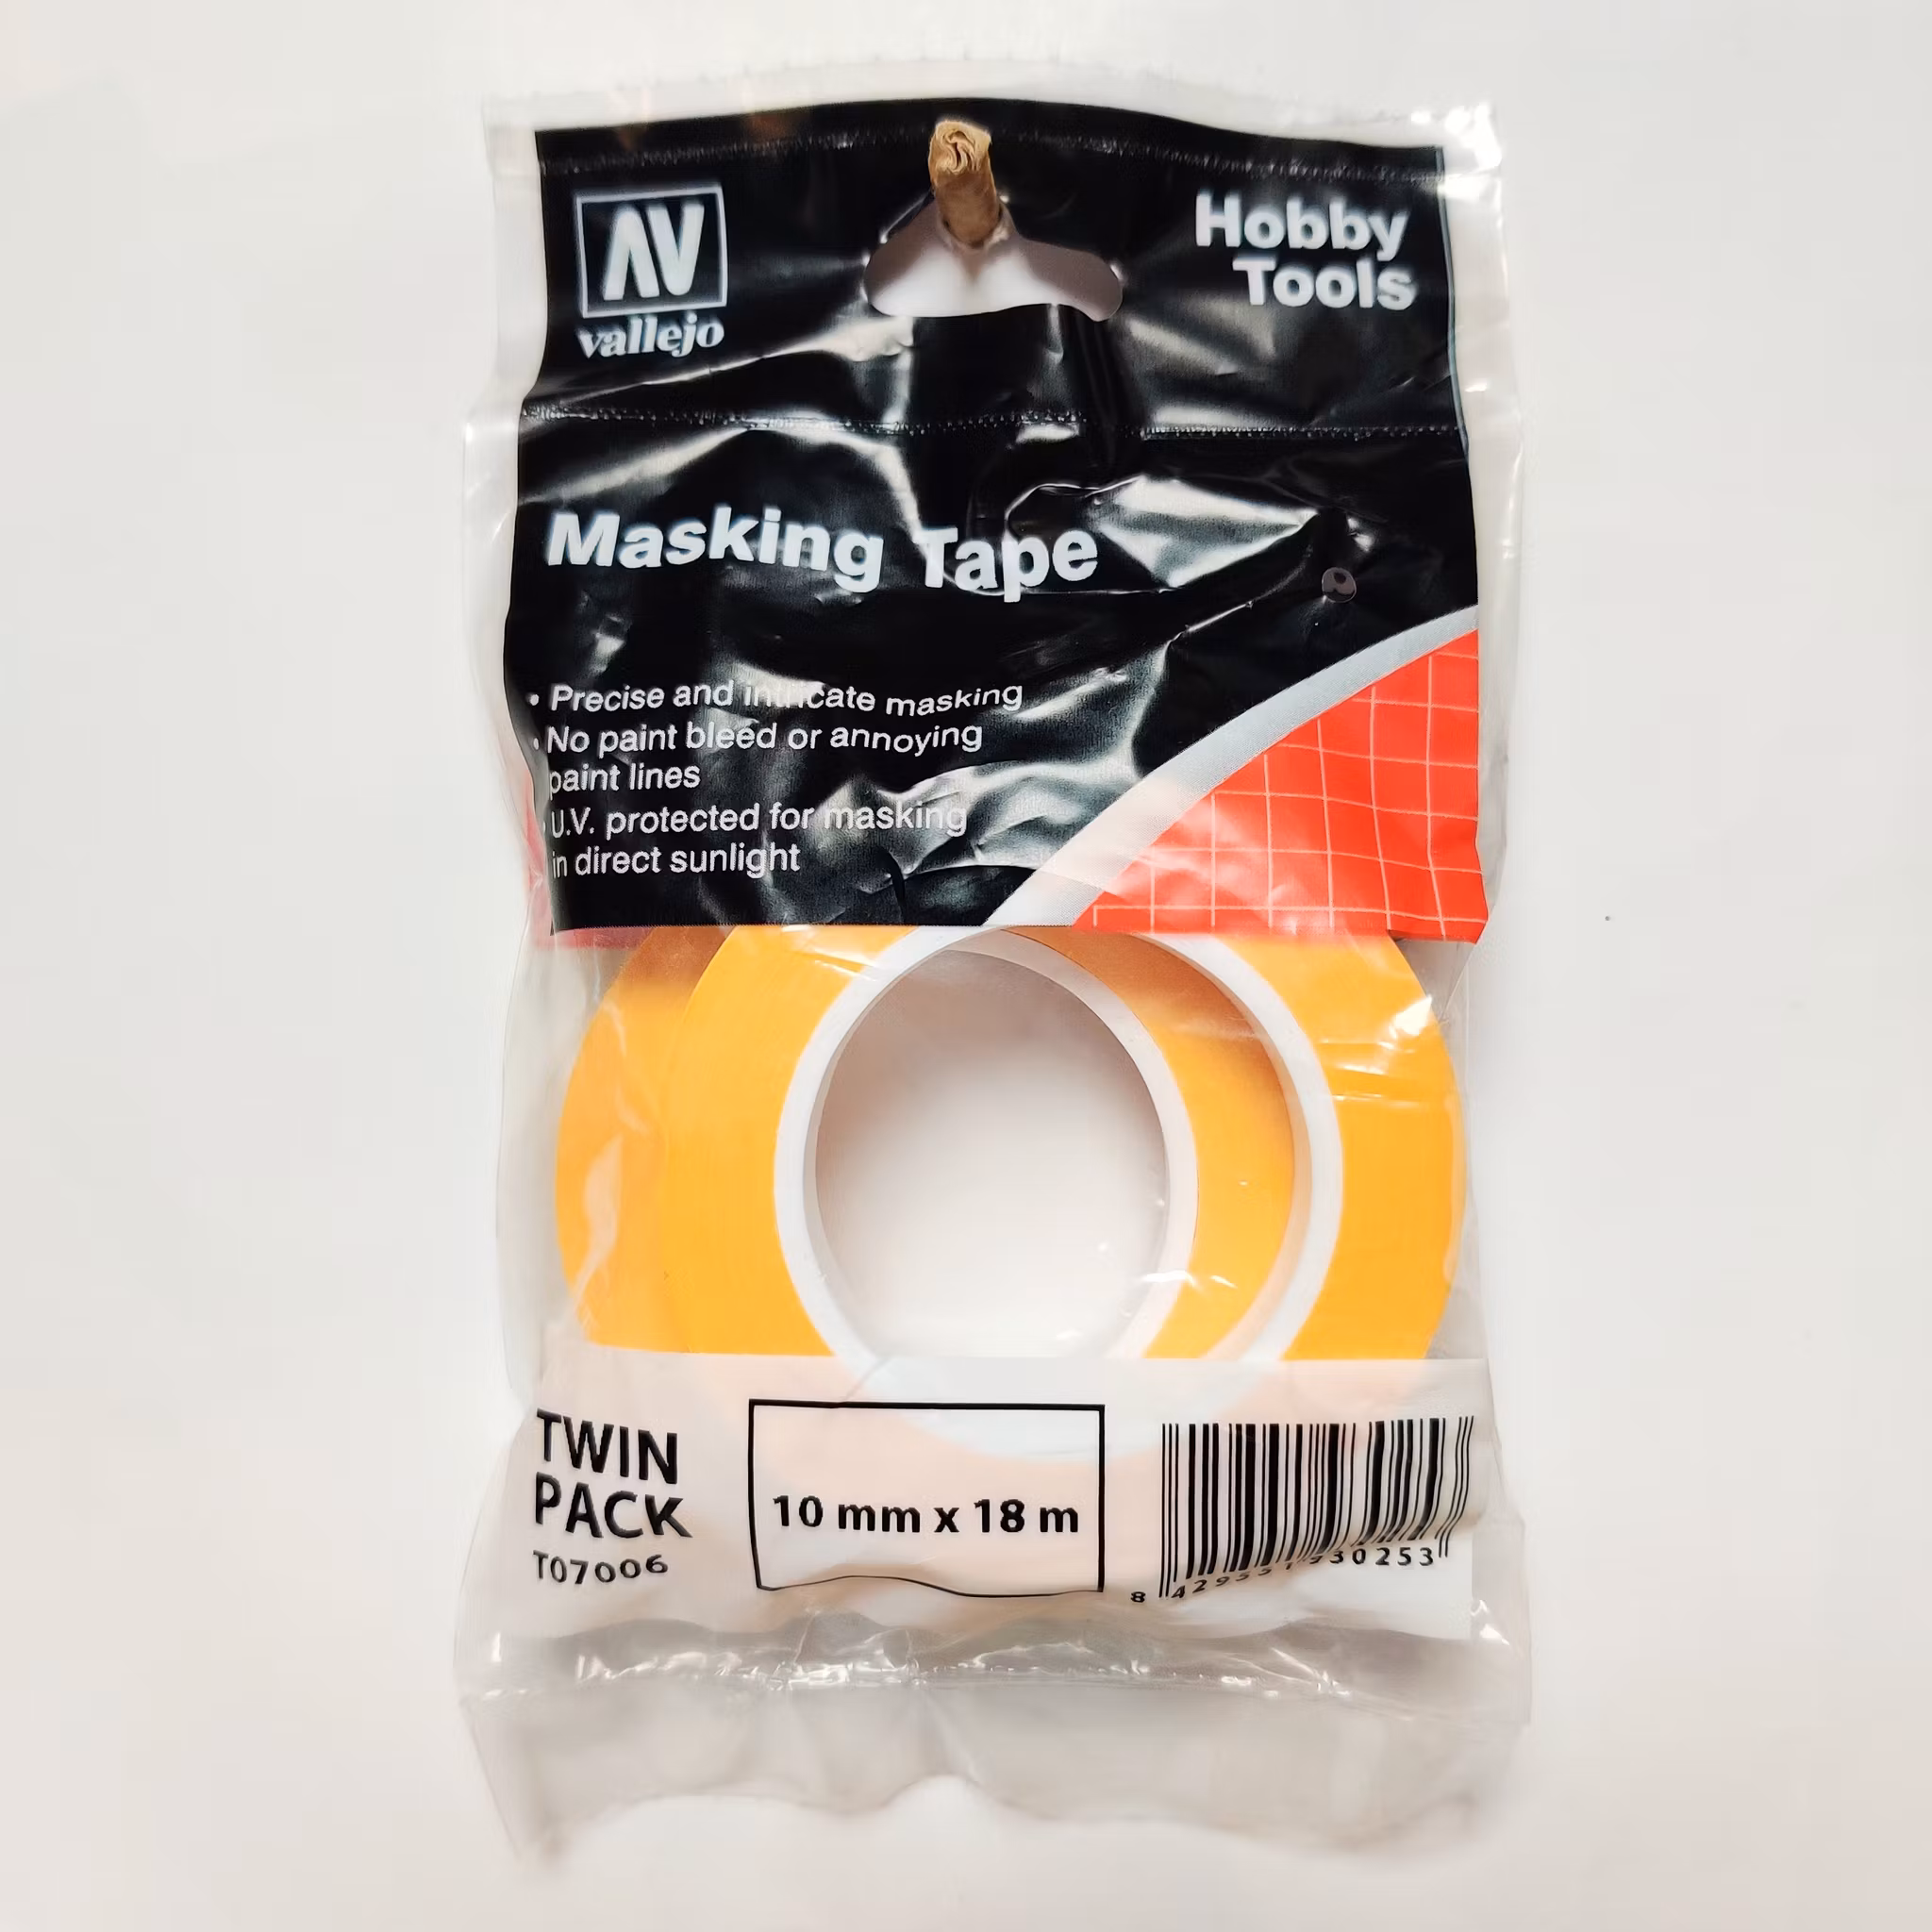 AV
vallejo
Hobby
Tools
Masking Tape
• Precise and intricate masking
• No paint bleed or annoying
paint lines
• U.V. protected for masking
in direct sunlight
TWIN
PACK
T07006
10 mm x 18 m